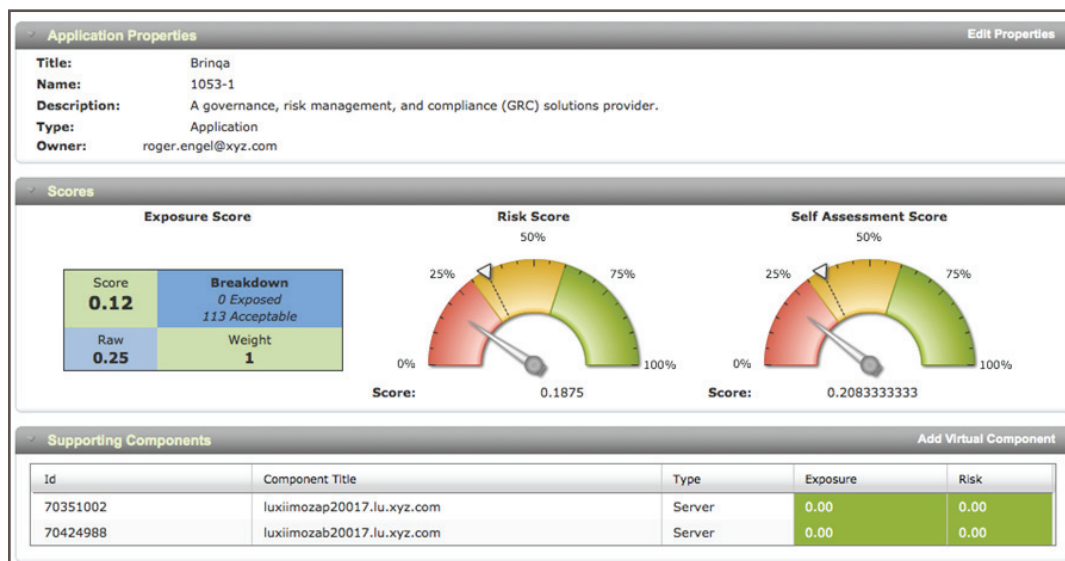 Application Properties Edit Properties
Title: Brinqa
Name: 1053-1
Description: A governance, risk management, and compliance (GRC) solutions provider.
Type: Application
Owner: roger.engel@xyz.com
Scores
Exposure Score Risk Score Self Assessment Score
Score
0.12
Breakdown
0 Exposed
113 Acceptable
Raw
0.25
Weight
1
0%
25%
50%
75%
100%
Score: 0.1875
0%
25%
50%
75%
100%
Score: 0.2083333333
Supporting Components Add Virtual Component
Id Component Title Type Exposure Risk
70351002 luxiimozap20017.lu.xyz.com Server 0.00 0.00
70424988 luxiimozab20017.lu.xyz.com Server 0.00 0.00